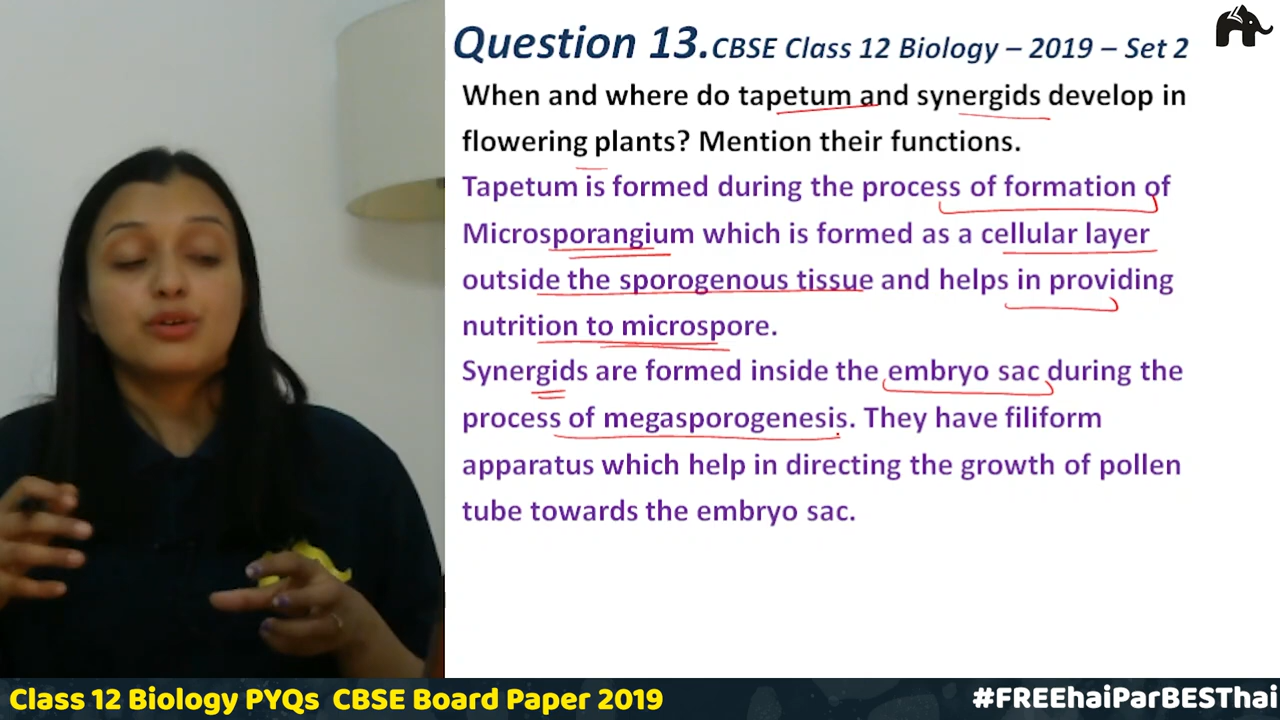 Question 13.CBSE Class 12 Biology – 2019 – Set 2
When and where do tapetum and synergids develop in
flowering plants? Mention their functions.
Tapetum is formed during the process of formation of
Microsporangium which is formed as a cellular layer
outside the sporogenous tissue and helps in providing
nutrition to microspore.
Synergids are formed inside the embryo sac during the
process of megasporogenesis. They have filiform
apparatus which help in directing the growth of pollen
tube towards the embryo sac.
Class 12 Biology PYQs CBSE Board Paper 2019
#FREEhaiParBESThai